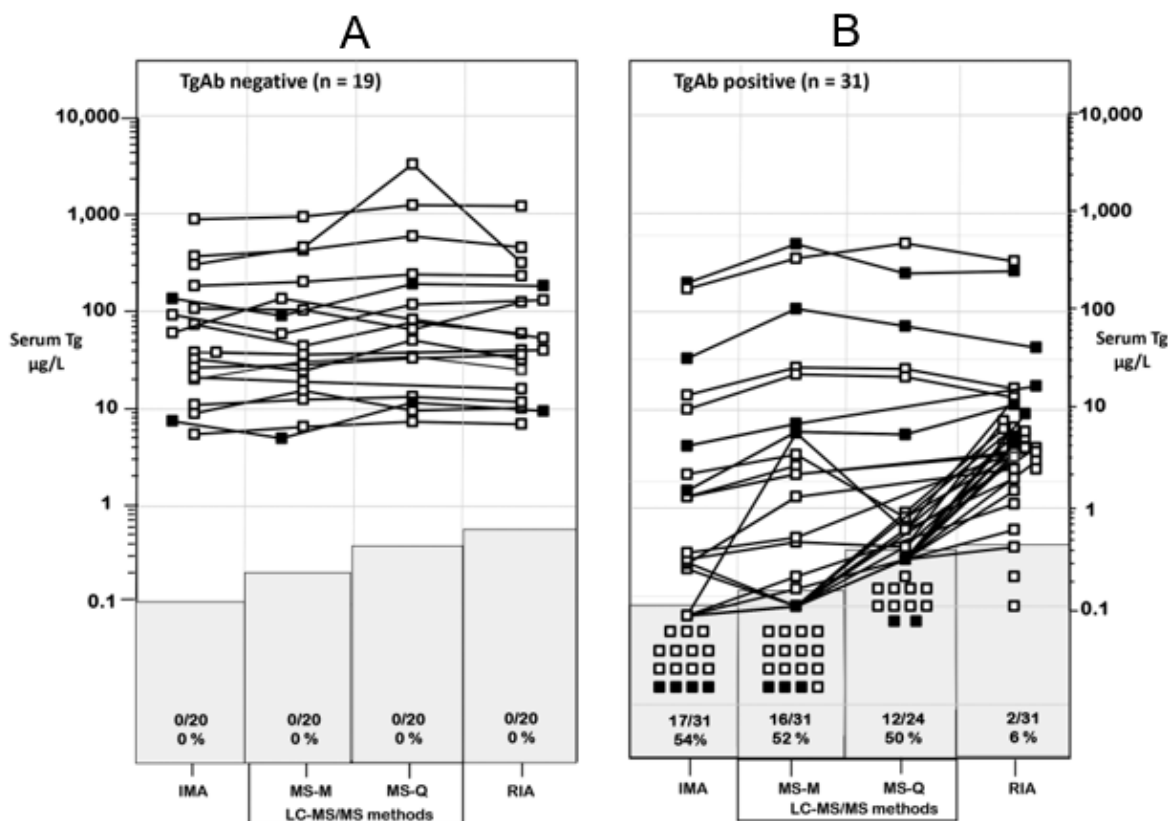 A
B
TgAb negative (n = 19)
TgAb positive (n = 31)
10,000
1,000
100
Serum Tg
µg/L
10
1
0.1
10,000
1,000
100
Serum Tg
µg/L
10
1
0.1
0/20 0/20 0/20 0/20
0 % 0 % 0 % 0 %
17/31 16/31 12/24 2/31
54% 52 % 50 % 6 %
IMA MS-M MS-Q RIA
LC-MS/MS methods
IMA MS-M MS-Q RIA
LC-MS/MS methods